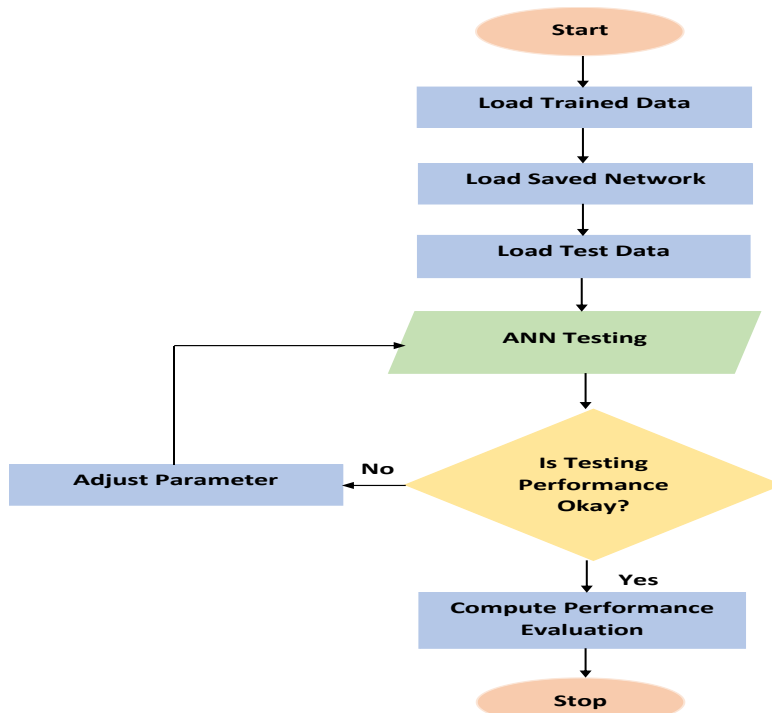 Start
Load Trained Data
Load Saved Network
Load Test Data
ANN Testing
Is Testing
Performance
Okay?
No
Adjust Parameter
Yes
Compute Performance
Evaluation
Stop